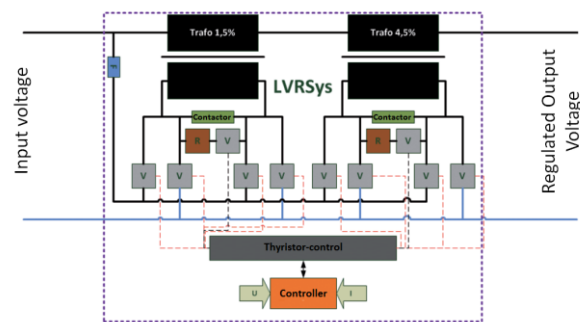 Trafo 1,5%
Trafo 4,5%
LVRSys
Contactor
Contactor
R
V
R
V
V
V
V
V
V
V
V
V
Input voltage
Regulated Output
Voltage
Thyristor-control
U
Controller
I